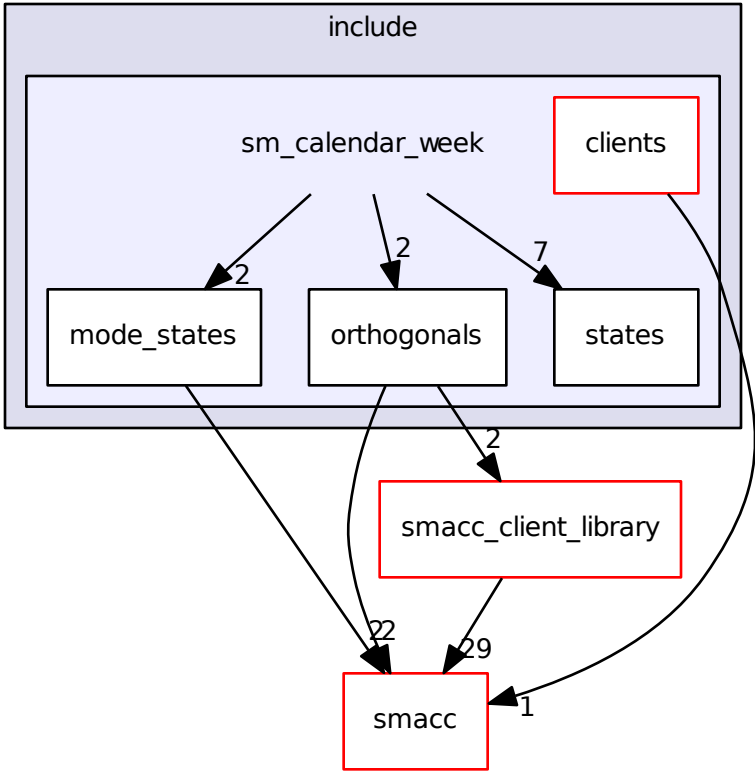 include
sm_calendar_week
clients
2
2
7
mode_states
orthogonals
states
2
smacc_client_library
2
2
29
1
smacc